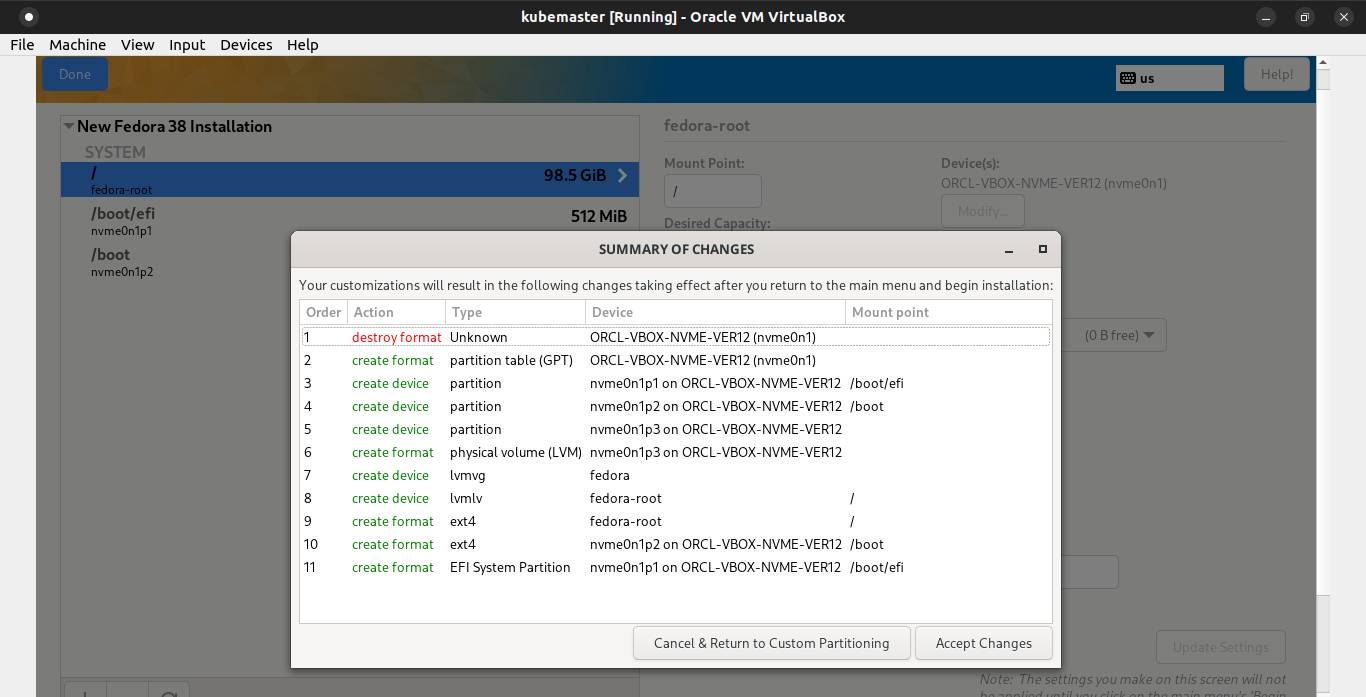 kubemaster [Running] - Oracle VM VirtualBox
File Machine View Input Devices Help
Done
us
Help!
New Fedora 38 Installation
SYSTEM
/
98.5 GiB
fedora-root
/boot/efi
512 MiB
nvme0n1p1
/boot
nvme0n1p2
fedora-root
Mount Point:
Device(s):
/
ORCL-VBOX-NVME-VER12 (nvme0n1)
Modify...
Desired Capacity:
SUMMARY OF CHANGES
Your customizations will result in the following changes taking effect after you return to the main menu and begin installation:
Order Action Type Device Mount point
1 destroy format Unknown ORCL-VBOX-NVME-VER12 (nvme0n1)
2 create format partition table (GPT) ORCL-VBOX-NVME-VER12 (nvme0n1)
3 create device partition nvme0n1p1 on ORCL-VBOX-NVME-VER12 /boot/efi
4 create device partition nvme0n1p2 on ORCL-VBOX-NVME-VER12 /boot
5 create device partition nvme0n1p3 on ORCL-VBOX-NVME-VER12
6 create format physical volume (LVM) nvme0n1p3 on ORCL-VBOX-NVME-VER12
7 create device lvmvg fedora
8 create device lvmlv fedora-root /
9 create format ext4 fedora-root /
10 create format ext4 nvme0n1p2 on ORCL-VBOX-NVME-VER12 /boot
11 create format EFI System Partition nvme0n1p1 on ORCL-VBOX-NVME-VER12 /boot/efi
Cancel & Return to Custom Partitioning
Accept Changes
(0 B free)
Update Settings
Note: The settings you make on this screen will not
be applied until you click on the main menu's 'Begin